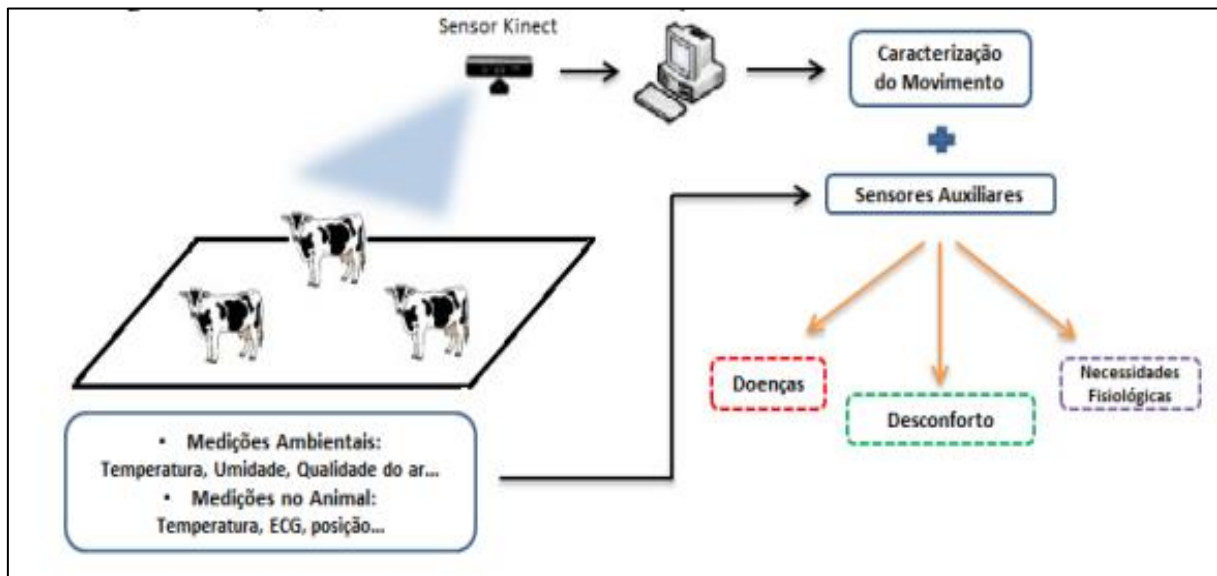 Sensor Kinect
Caracterização
do Movimento
Sensores Auxiliares
Doenças
Desconforto
Necessidades
Fisiológicas
• Medições Ambientais:
Temperatura, Umidade, Qualidade do ar...
• Medições no Animal:
Temperatura, ECG, posição...